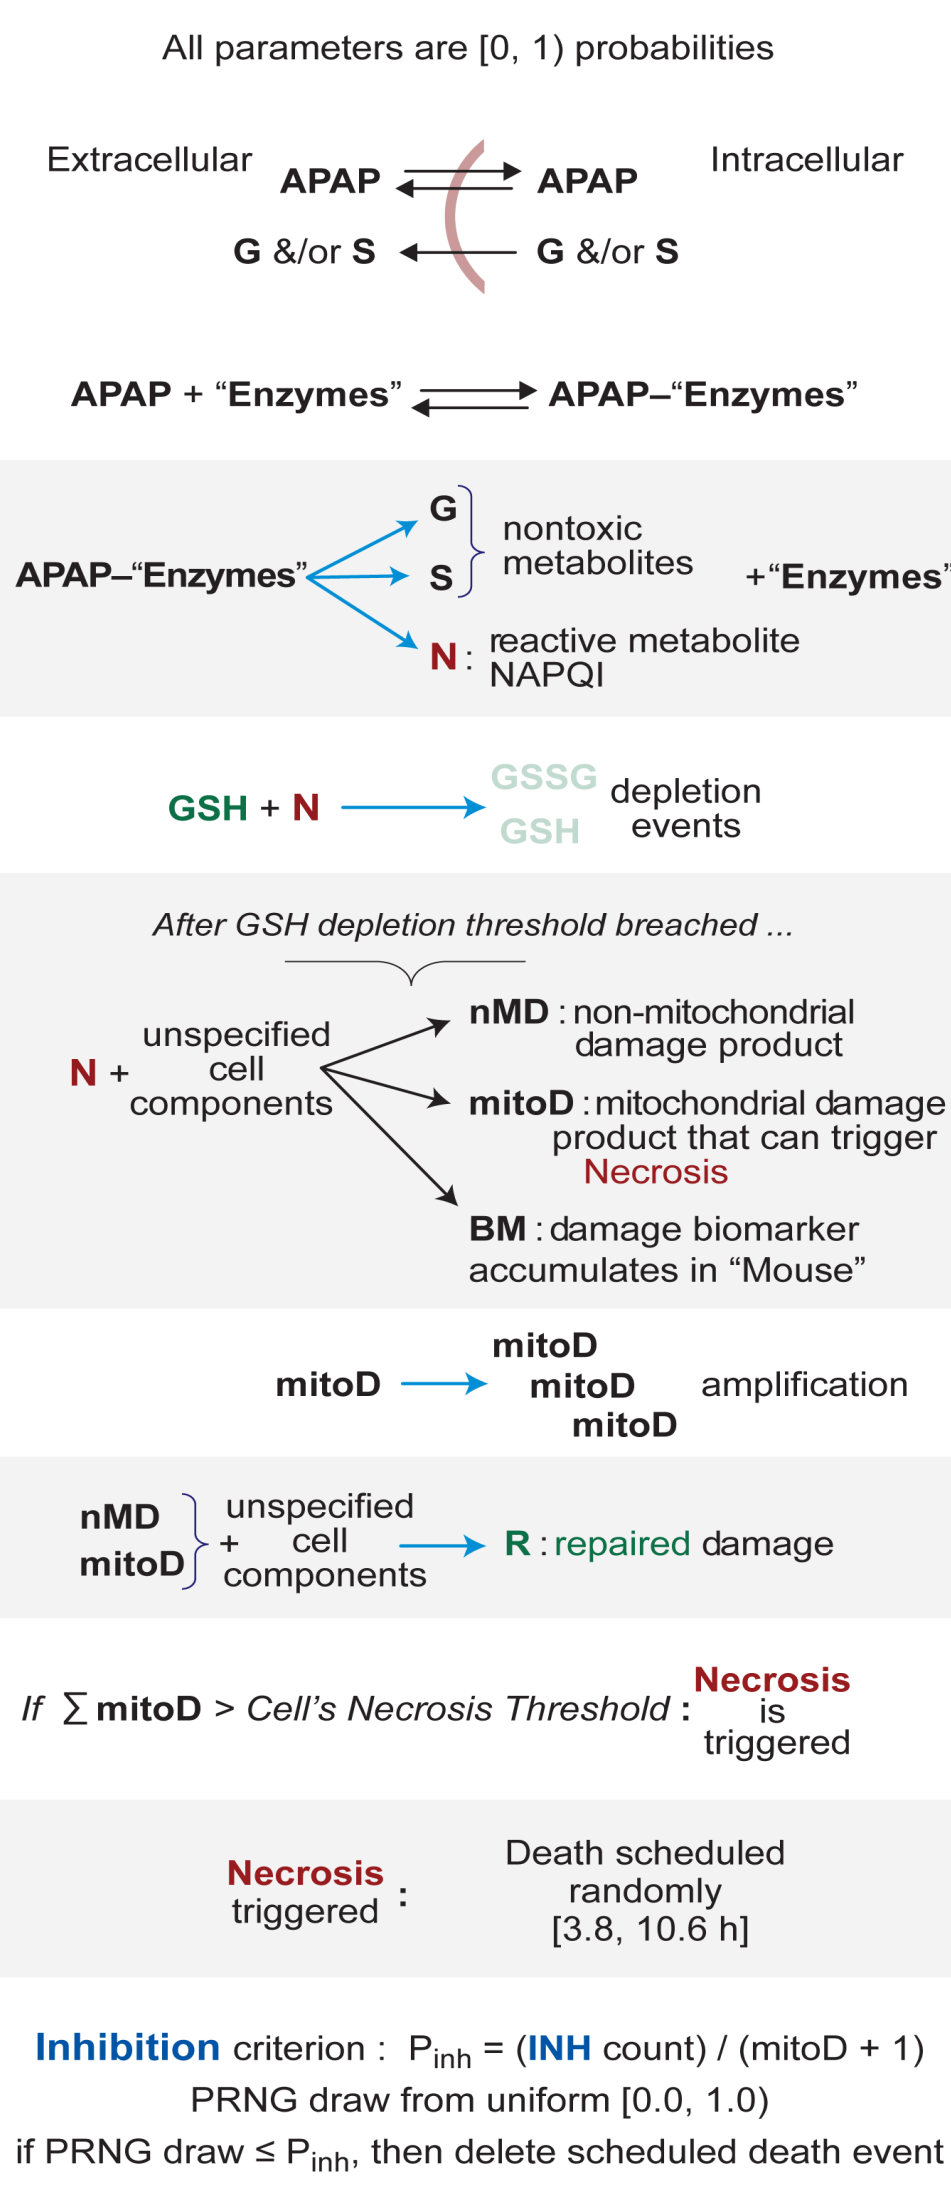 All parameters are [0, 1) probabilities
Extracellular
Intracellular
APAP
APAP
G &/or S
G &/or S
APAP + “Enzymes”
APAP–“Enzymes”
G
nontoxic
metabolites
APAP–“Enzymes”
S
+“Enzymes”
N : reactive metabolite
NAPQI
GSH + N
GSSG
GSH
depletion
events
After GSH depletion threshold breached ...
N +
unspecified
cell
components
nMD : non-mitochondrial
damage product
mitoD : mitochondrial damage
product that can trigger
Necrosis
BM : damage biomarker
accumulates in “Mouse”
mitoD
mitoD
mitoD
mitoD
amplification
nMD
mitoD
+
unspecified
cell
components
R : repaired damage
If ∑ mitoD > Cell’s Necrosis Threshold :
Necrosis
is
triggered
Necrosis
triggered :
Death scheduled
randomly
[3.8, 10.6 h]
Inhibition criterion : Pinh = (INH count) / (mitoD + 1)
PRNG draw from uniform [0.0, 1.0)
if PRNG draw ≤ Pinh, then delete scheduled death event